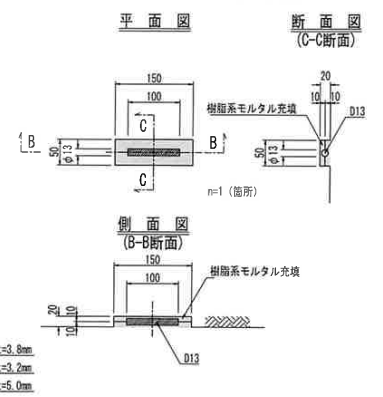 平 面 図
150
100
C
B
B
50
φ13
C
n=1 (箇所)
断 面 図
(C-C断面)
20
10 10
樹脂系モルタル充填
D13
50
φ13
側 面 図
(B-B断面)
150
100
樹脂系モルタル充填
20
10
10
D13
t=3.8mm
t=3.2mm
t=5.0mm